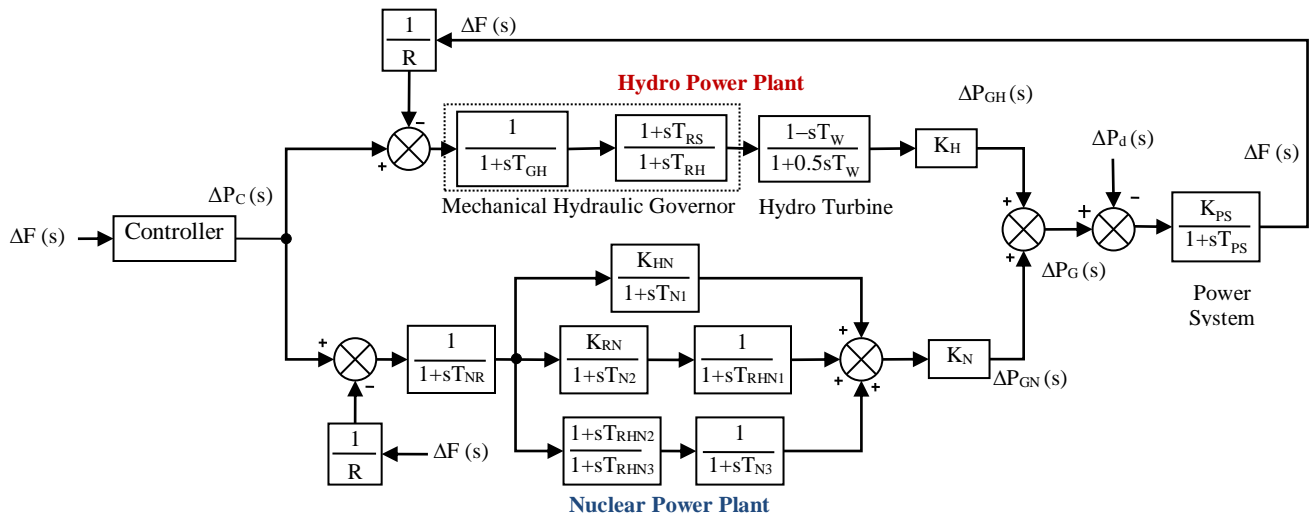 1
R
ΔF (s)
Hydro Power Plant
ΔP_GH (s)
1
1+sT_GH
1+sT_RS
1+sT_RH
1−sT_W
1+0.5sT_W
K_H
ΔP_d (s)
ΔF (s)
ΔP_C (s)
Mechanical Hydraulic Governor
Hydro Turbine
K_PS
1+sT_PS
ΔF (s)
Controller
K_HN
1+sT_N1
ΔP_G (s)
Power
System
1
1+sT_NR
K_RN
1+sT_N2
1
1+sT_RHN1
K_N
ΔP_GN (s)
1
R
ΔF (s)
1+sT_RHN2
1+sT_RHN3
1
1+sT_N3
Nuclear Power Plant